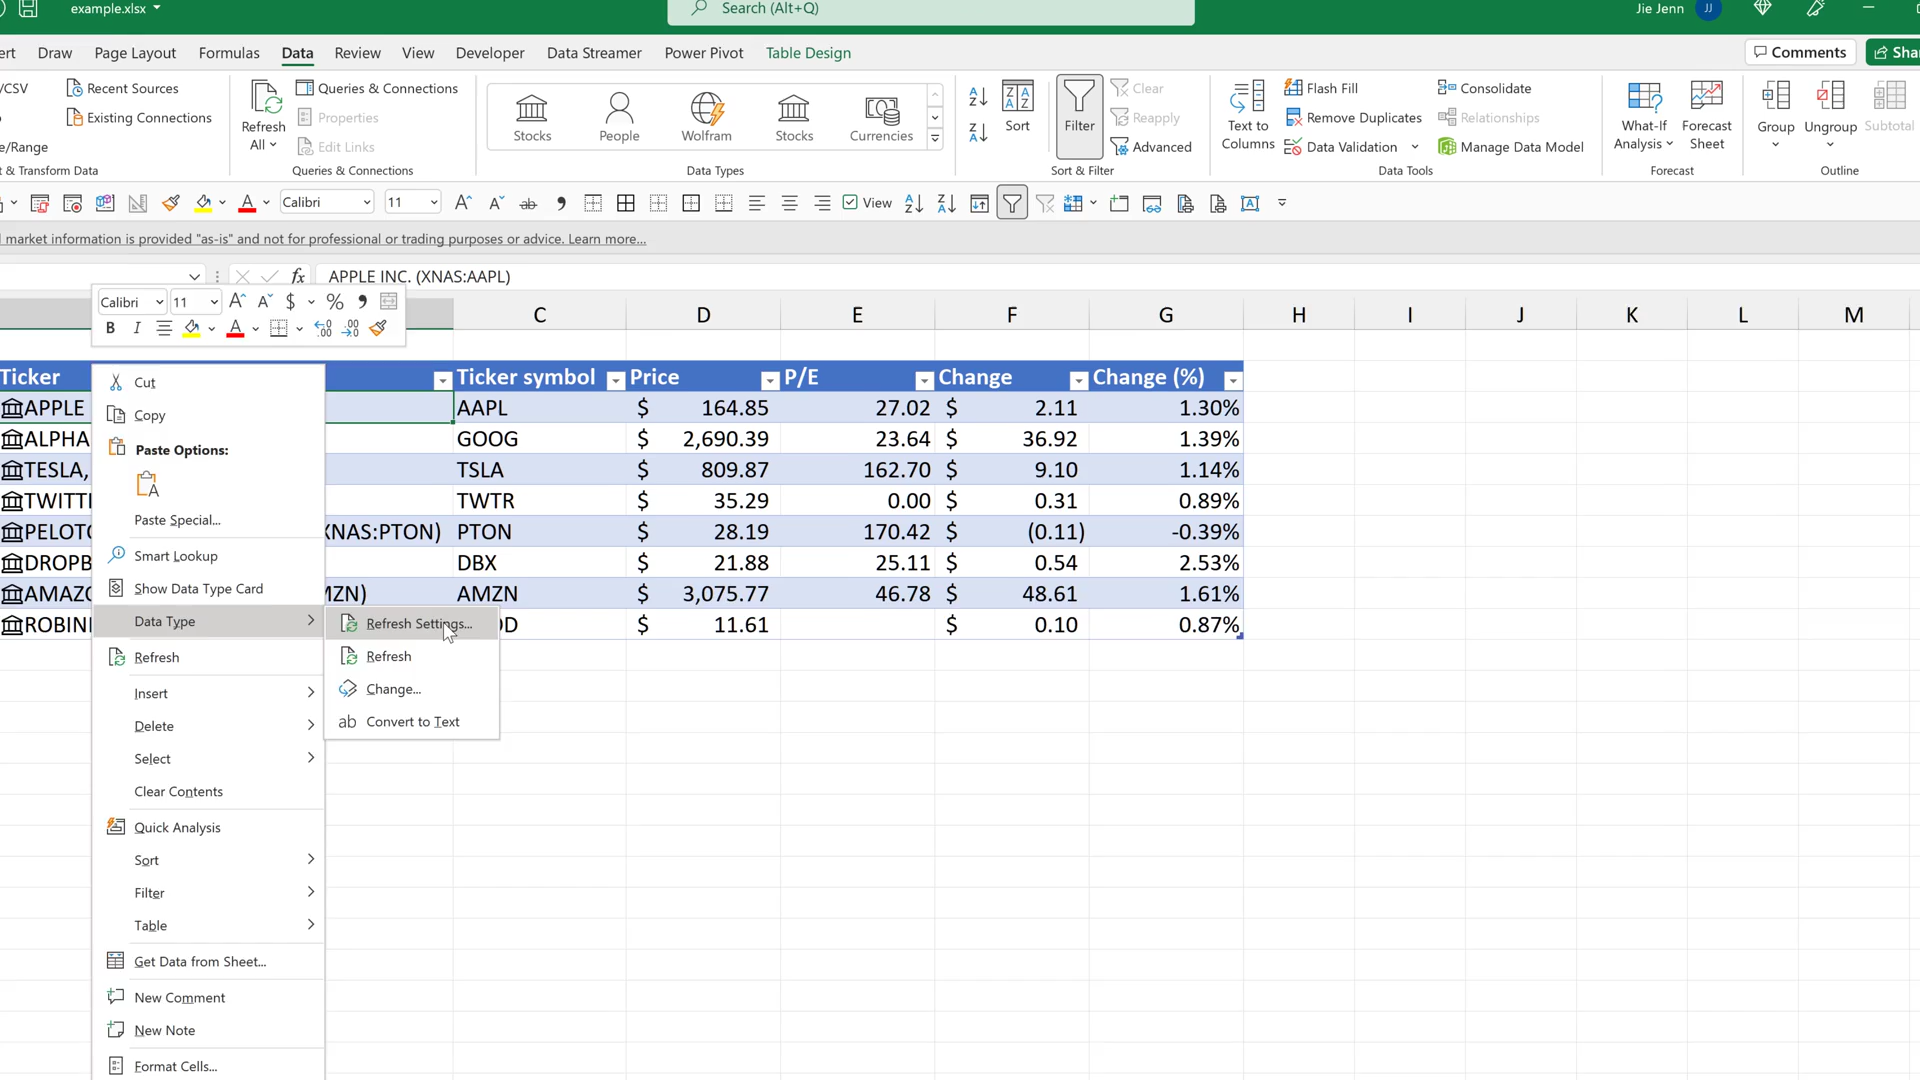 example.xlsx
Search (Alt+Q)
Jie Jenn JJ
ert Draw Page Layout Formulas Data Review View Developer Data Streamer Power Pivot Table Design
Comments Shar
/CSV Recent Sources
Existing Connections
e/Range
& Transform Data
Refresh All
Queries & Connections
Properties
Edit Links
Queries & Connections
Stocks People Wolfram Stocks Currencies
Data Types
Sort
Filter
Clear
Reapply
Advanced
Sort & Filter
Text to Columns
Flash Fill
Remove Duplicates
Data Validation
Consolidate
Relationships
Manage Data Model
Data Tools
What-If Analysis
Forecast Sheet
Forecast
Group Ungroup Subtotal
Outline
Calibri 11 View
market information is provided "as-is" and not for professional or trading purposes or advice. Learn more...
fx APPLE INC. (XNAS:AAPL)
Calibri 11 $ %
B I
C D E F G H I J K L M
Ticker Ticker symbol Price P/E Change Change (%)
APPLE AAPL $ 164.85 27.02 $ 2.11 1.30%
ALPHA GOOG $ 2,690.39 23.64 $ 36.92 1.39%
TESLA, TSLA $ 809.87 162.70 $ 9.10 1.14%
TWITTE TWTR $ 35.29 0.00 $ 0.31 0.89%
PELOTO XNAS:PTON) PTON $ 28.19 170.42 $ (0.11) -0.39%
DROPB DBX $ 21.88 25.11 $ 0.54 2.53%
AMAZO MZN) AMZN $ 3,075.77 46.78 $ 48.61 1.61%
ROBIN OD $ 11.61 $ 0.10 0.87%
Cut
Copy
Paste Options:
Paste Special...
Smart Lookup
Show Data Type Card
Data Type
Refresh
Insert
Delete
Select
Clear Contents
Quick Analysis
Sort
Filter
Table
Get Data from Sheet...
New Comment
New Note
Format Cells...
Refresh Settings...
Refresh
Change...
Convert to Text